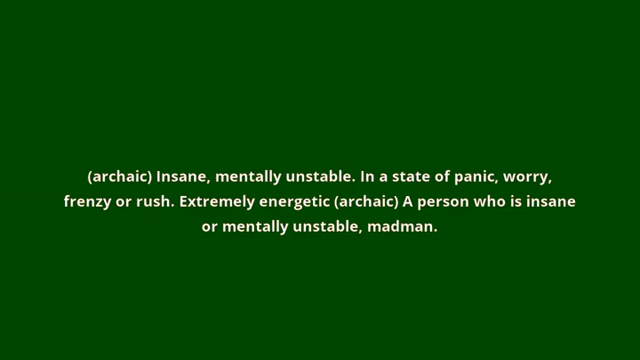 (archaic) Insane, mentally unstable. In a state of panic, worry,
frenzy or rush. Extremely energetic (archaic) A person who is insane
or mentally unstable, madman.